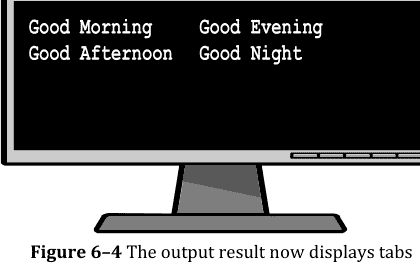 Good Morning    Good Evening
Good Afternoon  Good Night
Figure 6–4 The output result now displays tabs